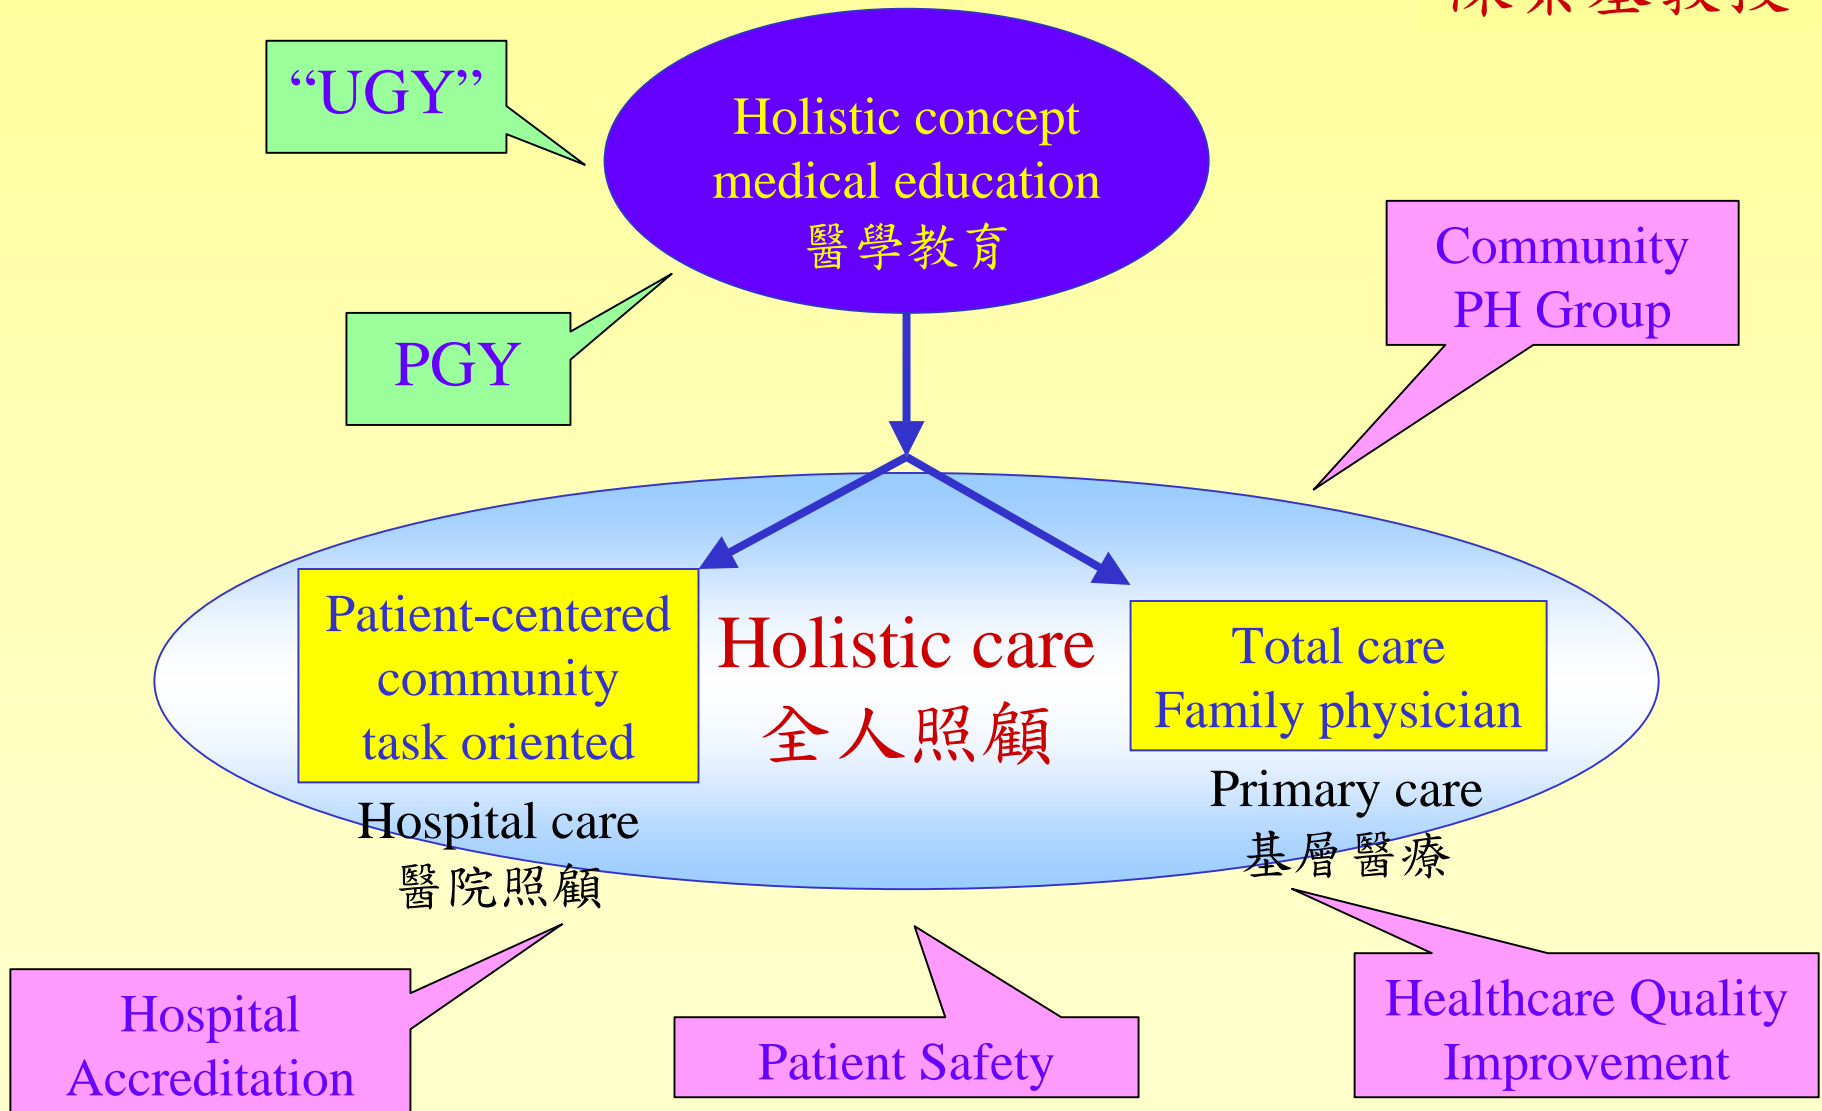 教授
“UGY”
Holistic concept
medical education
醫學教育
PGY
Community
PH Group
Patient-centered
community
task oriented
Holistic care
全人照顧
Total care
Family physician
Hospital care
醫院照顧
Primary care
基層醫療
Hospital
Accreditation
Patient Safety
Healthcare Quality
Improvement